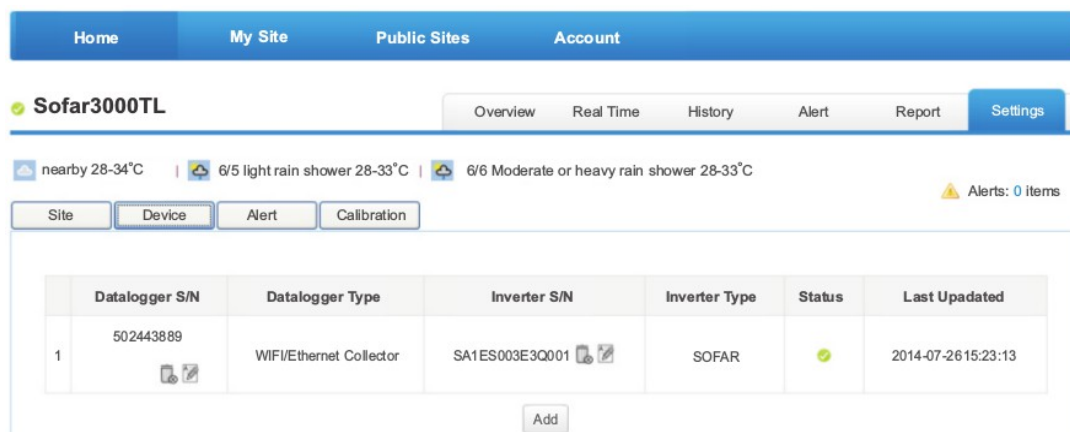 Home My Site Public Sites Account
Sofar3000TL
Overview Real Time History Alert Report Settings
nearby 28-34°C | 6/5 light rain shower 28-33°C | 6/6 Moderate or heavy rain shower 28-33°C
Alerts: 0 items
Site Device Alert Calibration
Datalogger S/N Datalogger Type Inverter S/N Inverter Type Status Last Upadated
1 502443889 WIFI/Ethernet Collector SA1ES003E3Q001 SOFAR 2014-07-2615:23:13
Add